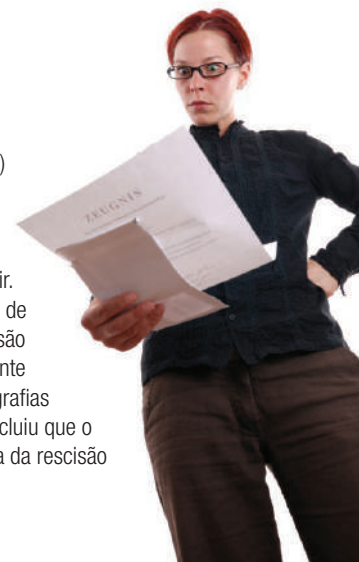 )
ir.
de
são
nte
grafias
cluiu que o
a da rescisão
ZEUGNIS